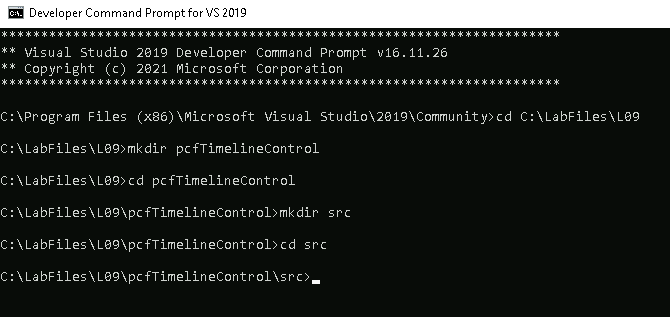 C:\. Developer Command Prompt for VS 2019
**********************************************************************
** Visual Studio 2019 Developer Command Prompt v16.11.26
** Copyright (c) 2021 Microsoft Corporation
**********************************************************************
C:\Program Files (x86)\Microsoft Visual Studio\2019\Community>cd C:\LabFiles\L09
C:\LabFiles\L09>mkdir pcfTimelineControl
C:\LabFiles\L09>cd pcfTimelineControl
C:\LabFiles\L09\pcfTimelineControl>mkdir src
C:\LabFiles\L09\pcfTimelineControl>cd src
C:\LabFiles\L09\pcfTimelineControl\src>_